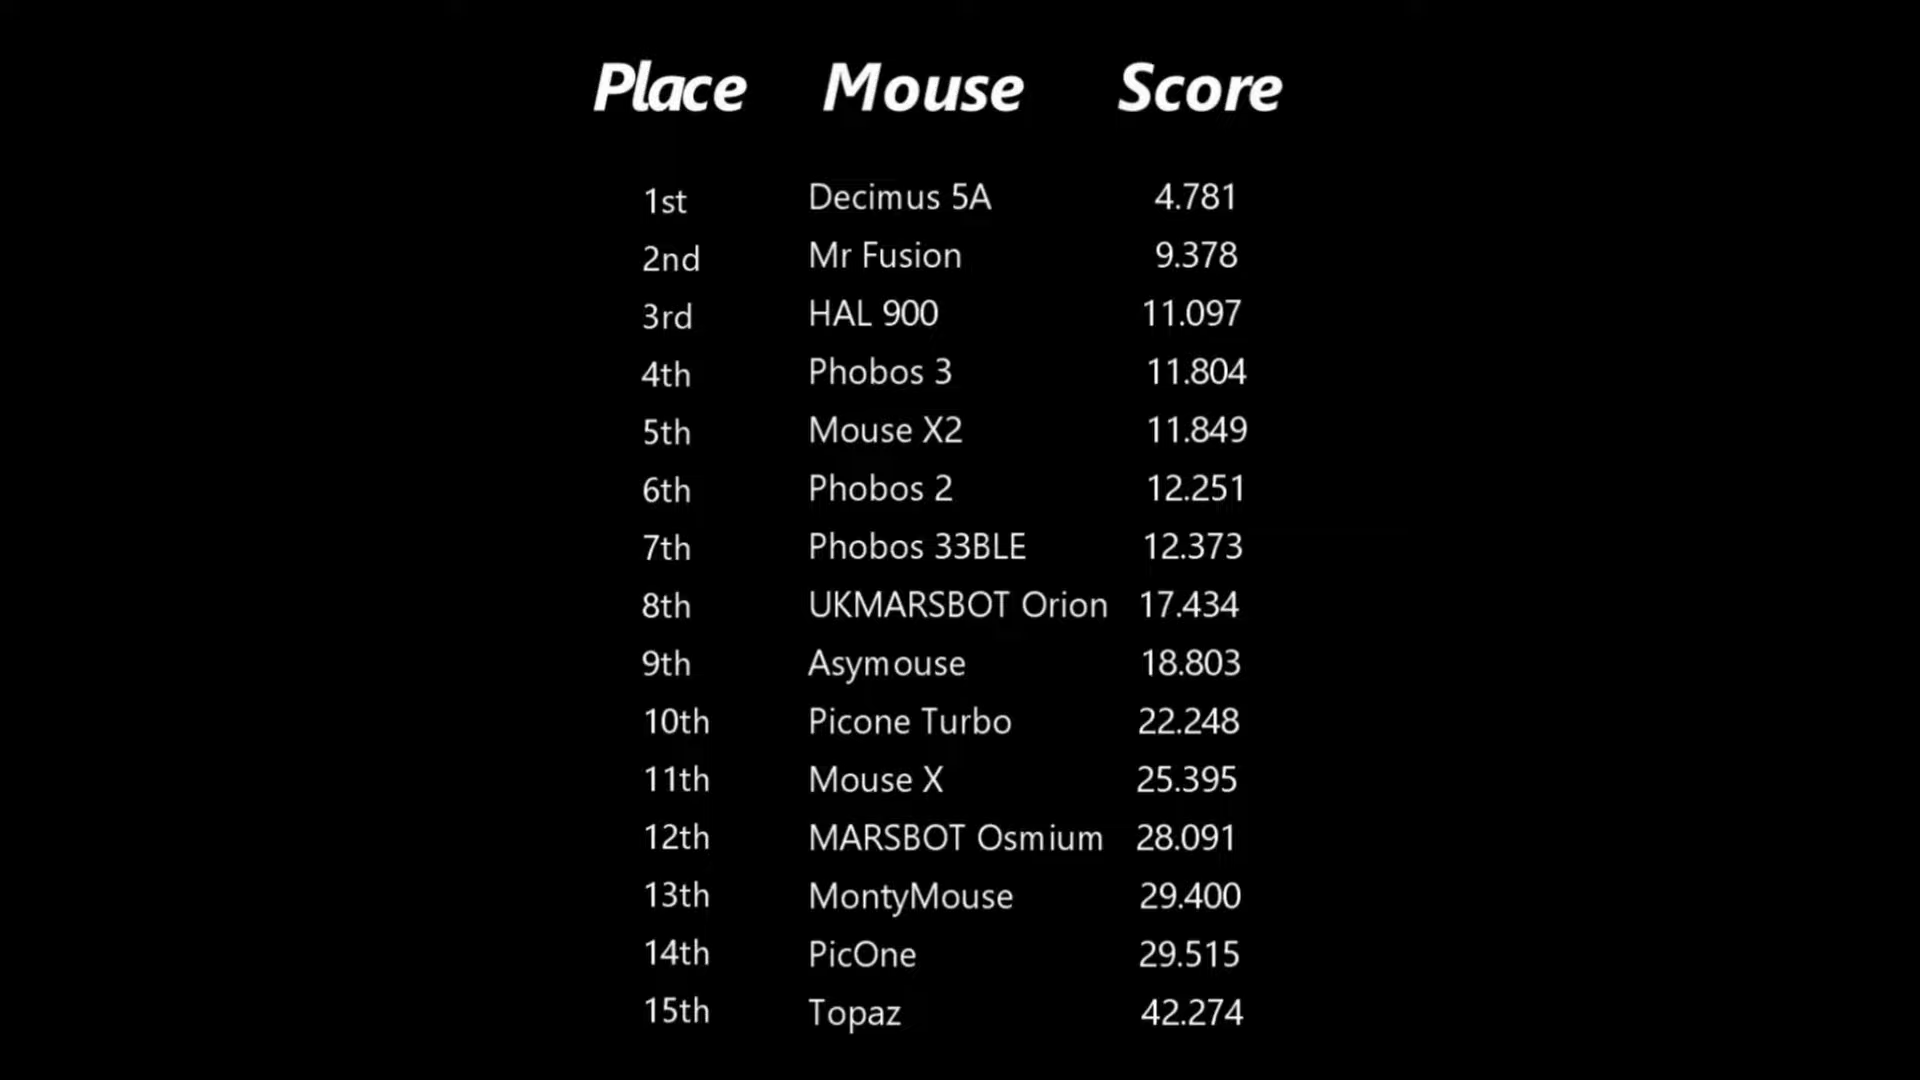 Place Mouse Score
1st Decimus 5A 4.781
2nd Mr Fusion 9.378
3rd HAL 900 11.097
4th Phobos 3 11.804
5th Mouse X2 11.849
6th Phobos 2 12.251
7th Phobos 33BLE 12.373
8th UKMARSBOT Orion 17.434
9th Asymouse 18.803
10th Picone Turbo 22.248
11th Mouse X 25.395
12th MARSBOT Osmium 28.091
13th MontyMouse 29.400
14th PicOne 29.515
15th Topaz 42.274